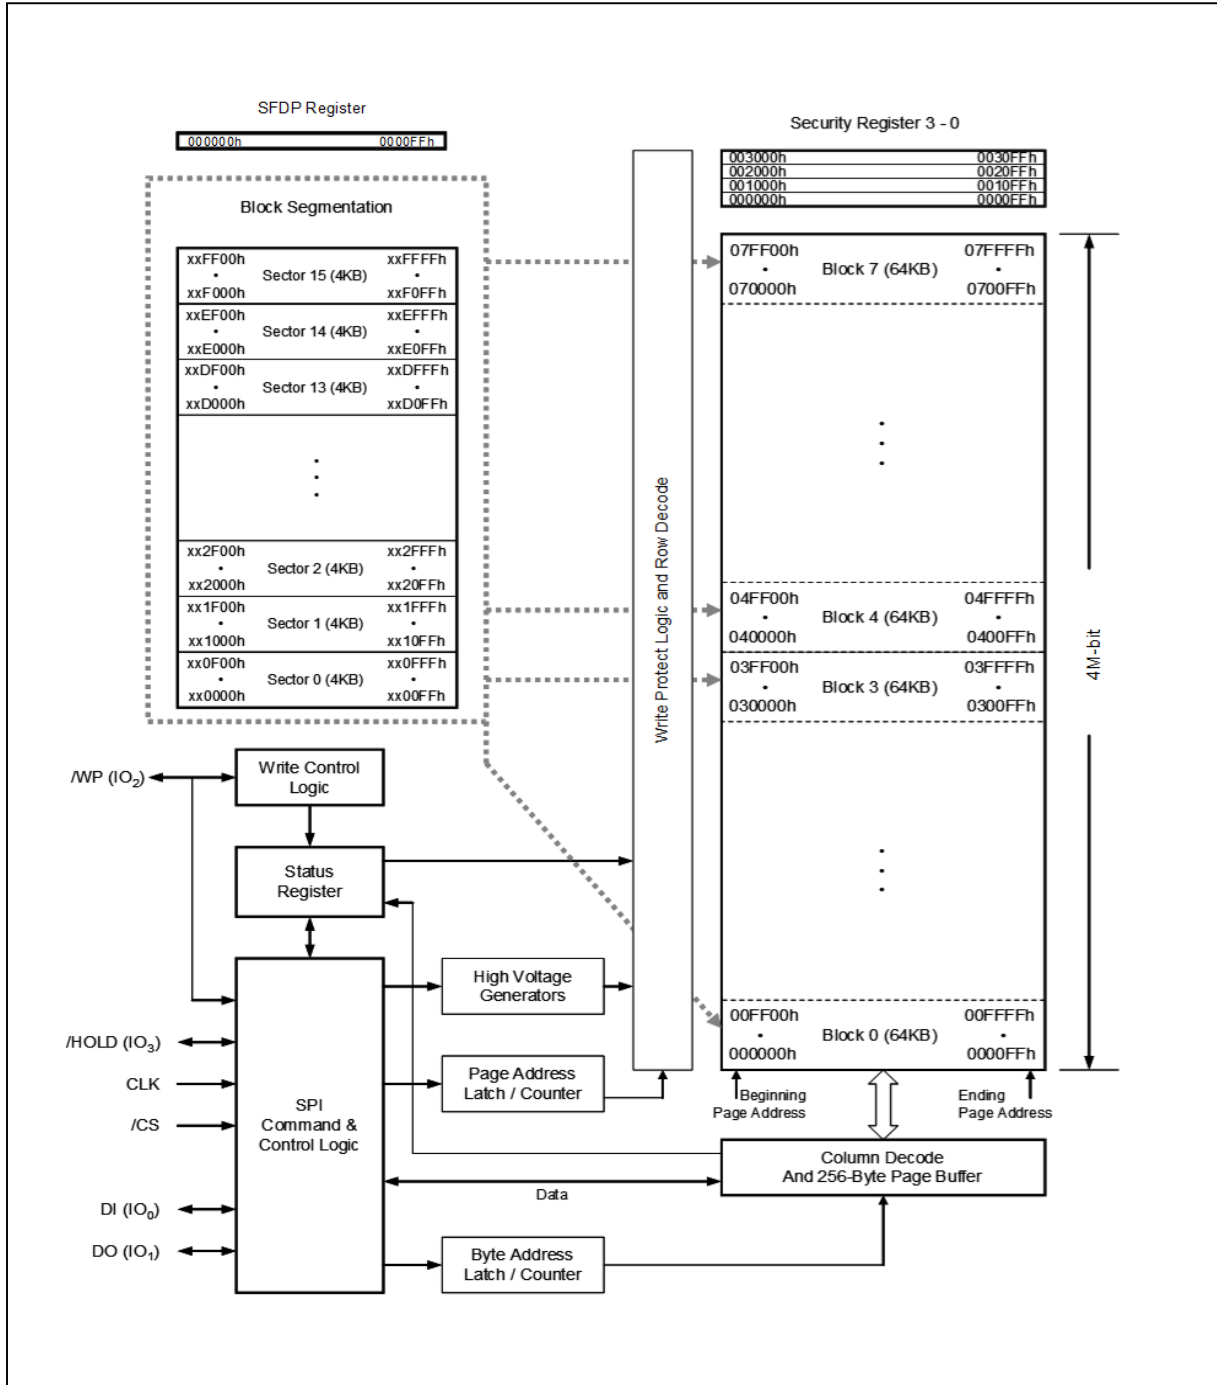 SFDP Register
000000h 0000FFh
Security Register 3 - 0
003000h 0030FFh
002000h 0020FFh
001000h 0010FFh
000000h 0000FFh
Block Segmentation
xxFF00h xxFFFFh
• Sector 15 (4KB) •
xxF000h xxF0FFh
xxEF00h xxEFFFh
• Sector 14 (4KB) •
xxE000h xxE0FFh
xxDF00h xxDFFFh
• Sector 13 (4KB) •
xxD000h xxD0FFh
xx2F00h xx2FFFh
• Sector 2 (4KB) •
xx2000h xx20FFh
xx1F00h xx1FFFh
• Sector 1 (4KB) •
xx1000h xx10FFh
xx0F00h xx0FFFh
• Sector 0 (4KB) •
xx0000h xx00FFh
Write Protect Logic and Row Decode
07FF00h 07FFFFh
• Block 7 (64KB) •
070000h 0700FFh
04FF00h 04FFFFh
• Block 4 (64KB) •
040000h 0400FFh
03FF00h 03FFFFh
• Block 3 (64KB) •
030000h 0300FFh
00FF00h 00FFFFh
• Block 0 (64KB) •
000000h 0000FFh
4M-bit
Beginning
Page Address
Ending
Page Address
/WP (IO2)
Write Control
Logic
Status
Register
High Voltage
Generators
/HOLD (IO3)
CLK
/CS
DI (IO0)
DO (IO1)
SPI
Command &
Control Logic
Page Address
Latch / Counter
Column Decode
And 256-Byte Page Buffer
Data
Byte Address
Latch / Counter